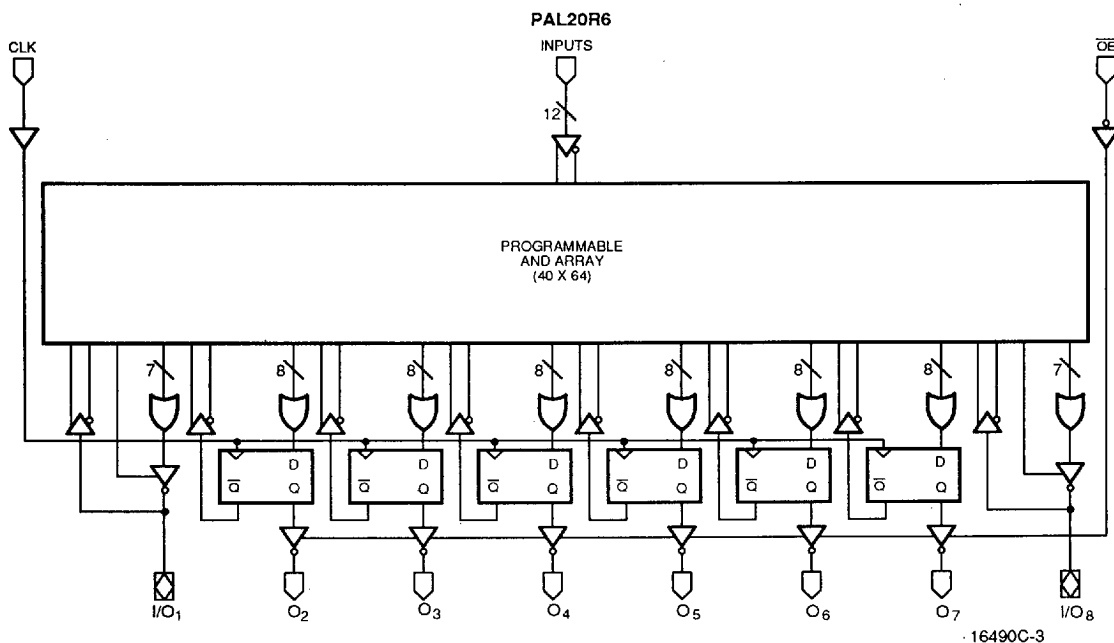 PAL20R6
CLK
INPUTS
OE
12
PROGRAMMABLE
AND ARRAY
(40 X 64)
7 8 8 8 8 8 8 7
D D D D D D
Q̅ Q Q̅ Q Q̅ Q Q̅ Q Q̅ Q Q̅ Q
I/O₁ O₂ O₃ O₄ O₅ O₆ O₇ I/O₈
16490C-3